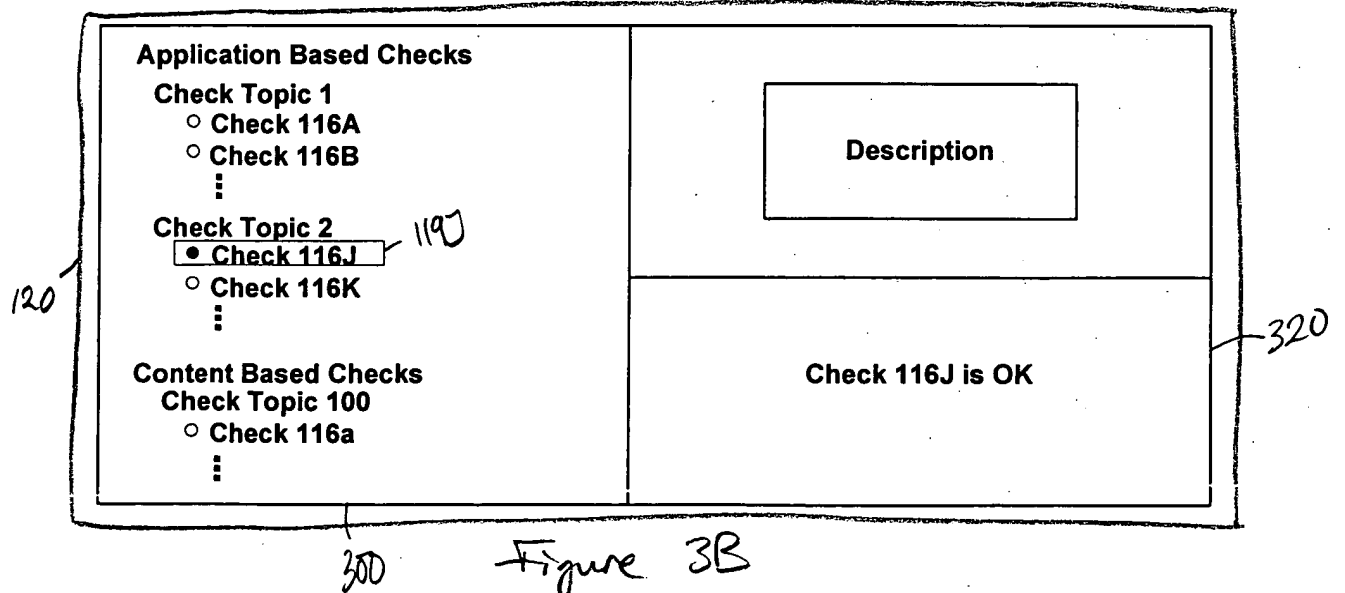 Application Based Checks
Check Topic 1
Check 116A
Check 116B
Check Topic 2
Check 116J
119J
Check 116K
Content Based Checks
Check Topic 100
Check 116a
Description
Check 116J is OK
120
320
300
Figure 3B